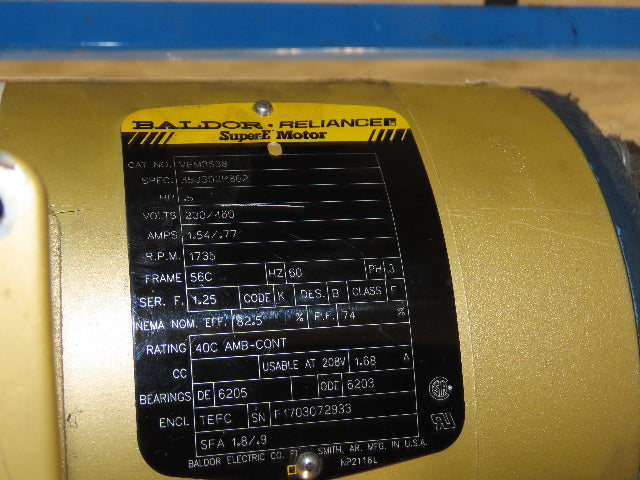 BALDOR • RELIANCE
Super-E Motor
CAT. NO. VEM3538
SPEC. 35J302P862
HP .5
VOLTS 230/460
AMPS 1.54/.77
R.P.M. 1735
FRAME 56C HZ 60 PH 3
SER. F. 1.25 CODE K DES. B CLASS F
NEMA NOM. EFF. 82.5 % P.F. 74 %
RATING 40C AMB-CONT
CC USABLE AT 208V 1.68 A
BEARINGS DE 6205 ODE 6203
ENCL TEFC SN F1703072933
SFA 1.8/.9
BALDOR ELECTRIC CO. FT. SMITH, AR. MFG. IN U.S.A.
NP2116L